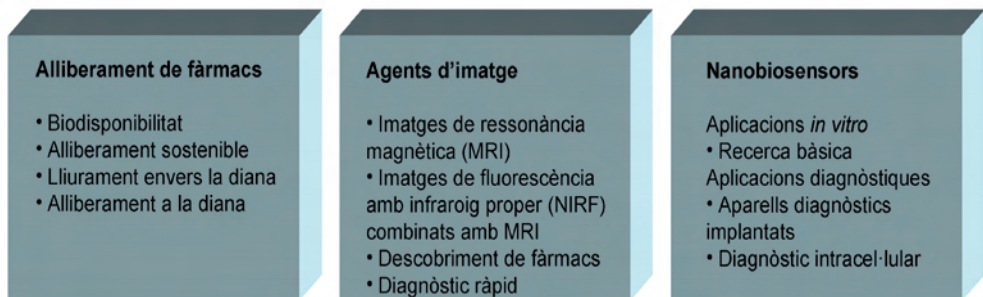 Alliberament de fàrmacs
• Biodisponibilitat
• Alliberament sostenible
• Lliurament envers la diana
• Alliberament a la diana
Agents d’imatge
• Imatges de ressonància
magnètica (MRI)
• Imatges de fluorescència
amb infraroig proper (NIRF)
combinats amb MRI
• Descobriment de fàrmacs
• Diagnòstic ràpid
Nanobiosensors
Aplicacions in vitro
• Recerca bàsica
Aplicacions diagnòstiques
• Aparells diagnòstics
implantats
• Diagnòstic intracel·lular